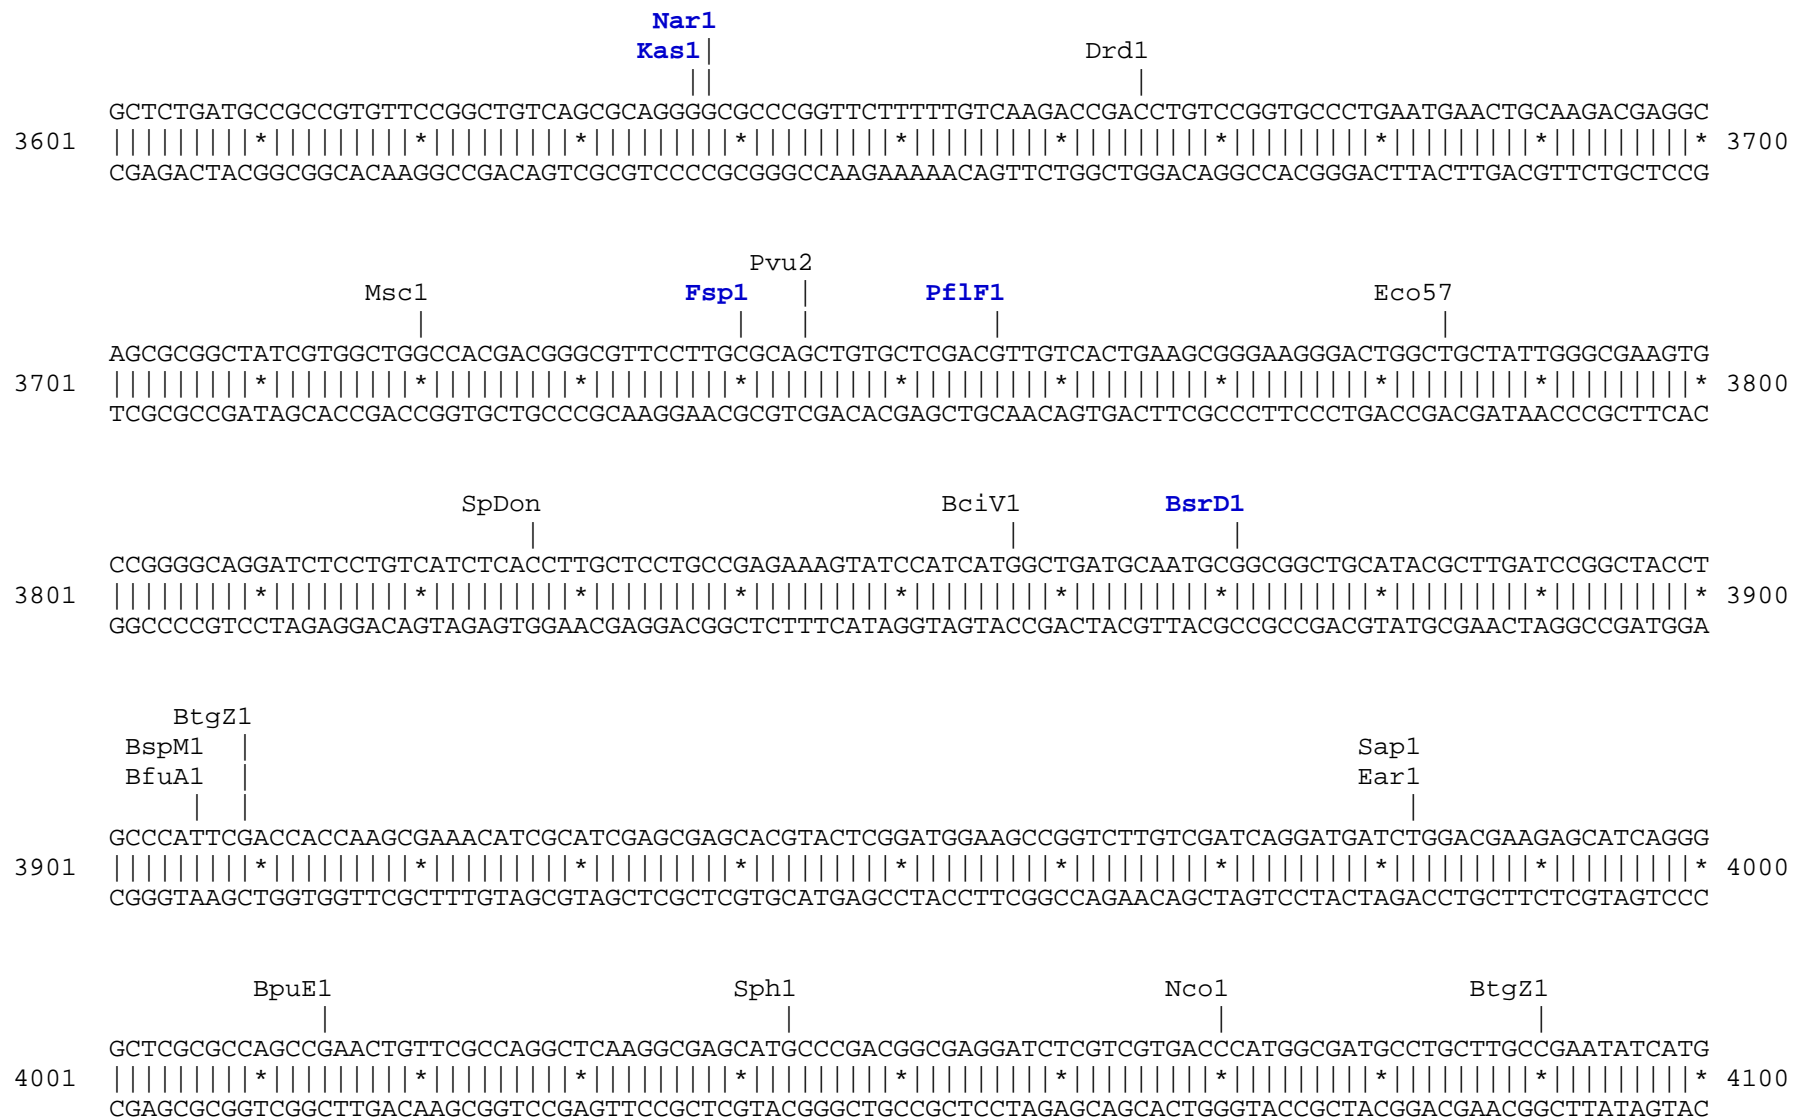 Nar1
Kas1|
Drd1
|| |
GCTCTGATGCCGCCGTGTTCCGGCTGTCAGCGCAGGGGCGCCCGGTTCTTTTTGTCAAGACCGACCTGTCCGGTGCCCTGAATGAACTGCAAGACGAGGC
3601 |||||||||*|||||||||*|||||||||*|||||||||*|||||||||*|||||||||*|||||||||*|||||||||*|||||||||*|||||||||* 3700
CGAGACTACGGCGGCACAAGGCCGACAGTCGCGTCCCCGCGGGCCAAGAAAAACAGTTCTGGCTGGACAGGCCACGGGACTTACTTGACGTTCTGCTCCG
Pvu2
Msc1 Fsp1 | PflF1 Eco57
| | | | |
AGCGCGGCTATCGTGGCTGGCCACGACGGGCGTTCCTTGCGCAGCTGTGCTCGACGTTGTCACTGAAGCGGGAAGGGACTGGCTGCTATTGGGCGAAGTG
3701 |||||||||*|||||||||*|||||||||*|||||||||*|||||||||*|||||||||*|||||||||*|||||||||*|||||||||*|||||||||* 3800
TCGCGCCGATAGCACCGACCGGTGCTGCCCGCAAGGAACGCGTCGACACGAGCTGCAACAGTGACTTCGCCCTTCCCTGACCGACGATAACCCGCTTCAC
SpDon BciV1 BsrD1
| | |
CCGGGGCAGGATCTCCTGTCATCTCACCTTGCTCCTGCCGAGAAAGTATCCATCATGGCTGATGCAATGCGGCGGCTGCATACGCTTGATCCGGCTACCT
3801 |||||||||*|||||||||*|||||||||*|||||||||*|||||||||*|||||||||*|||||||||*|||||||||*|||||||||*|||||||||* 3900
GGCCCCGTCCTAGAGGACAGTAGAGTGGAACGAGGACGGCTCTTTCATAGGTAGTACCGACTACGTTACGCCGCCGACGTATGCGAACTAGGCCGATGGA
BtgZ1
BspM1 | Sap1
BfuA1 | Ear1
| | |
GCCCATTCGACCACCAAGCGAAACATCGCATCGAGCGAGCACGTACTCGGATGGAAGCCGGTCTTGTCGATCAGGATGATCTGGACGAAGAGCATCAGGG
3901 |||||||||*|||||||||*|||||||||*|||||||||*|||||||||*|||||||||*|||||||||*|||||||||*|||||||||*|||||||||* 4000
CGGGTAAGCTGGTGGTTCGCTTTGTAGCGTAGCTCGCTCGTGCATGAGCCTACCTTCGGCCAGAACAGCTAGTCCTACTAGACCTGCTTCTCGTAGTCCC
BpuE1 Sph1 Nco1 BtgZ1
| | | |
GCTCGCGCCAGCCGAACTGTTCGCCAGGCTCAAGGCGAGCATGCCCGACGGCGAGGATCTCGTCGTGACCCATGGCGATGCCTGCTTGCCGAATATCATG
4001 |||||||||*|||||||||*|||||||||*|||||||||*|||||||||*|||||||||*|||||||||*|||||||||*|||||||||*|||||||||* 4100
CGAGCGCGGTCGGCTTGACAAGCGGTCCGAGTTCCGCTCGTACGGGCTGCCGCTCCTAGAGCAGCACTGGGTACCGCTACGGACGAACGGCTTATAGTAC